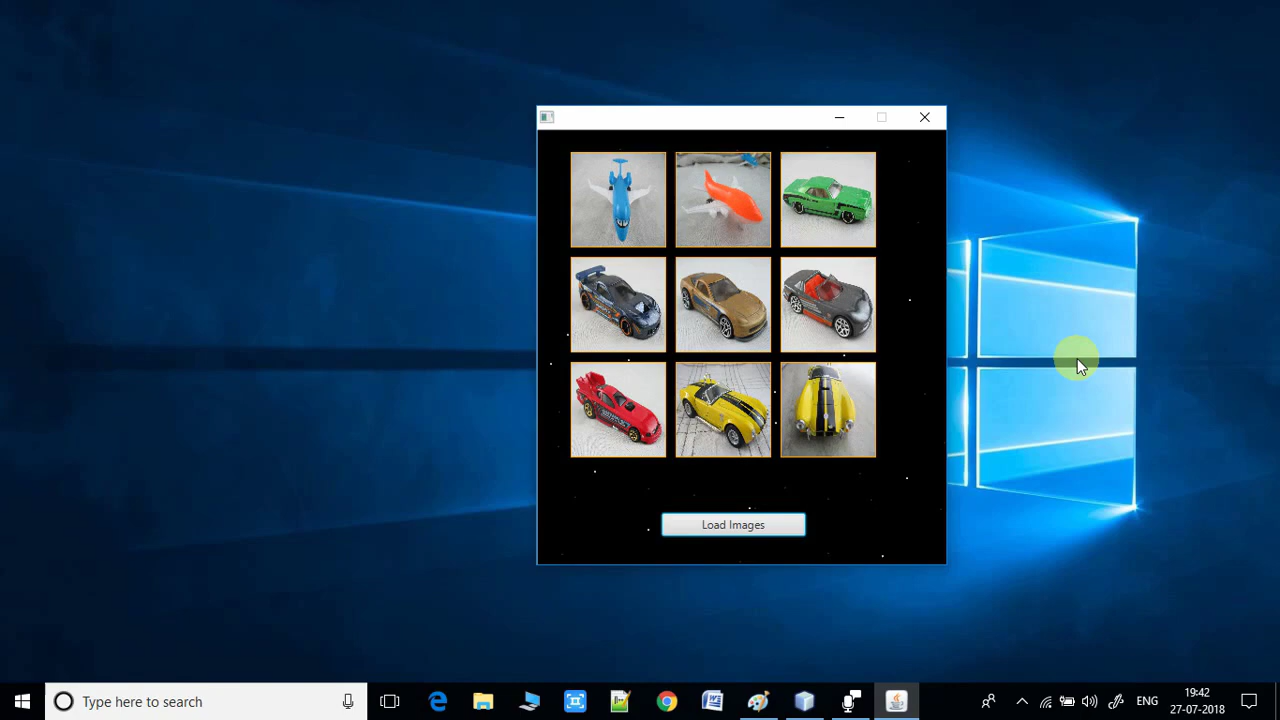 Load Images
Type here to search
ENG
19:42
27-07-2018